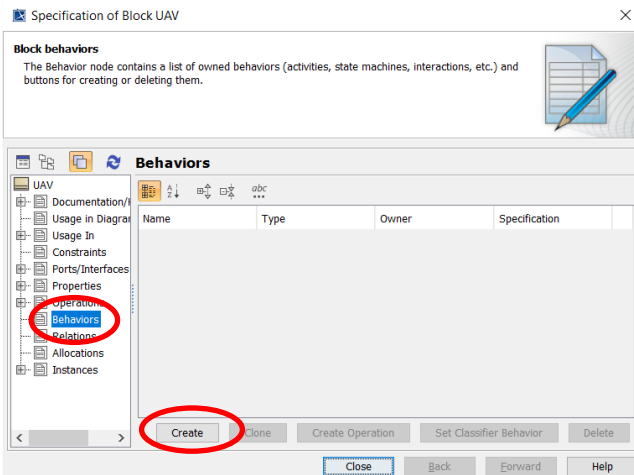 Specification of Block UAV
Block behaviors
The Behavior node contains a list of owned behaviors (activities, state machines, interactions, etc.) and
buttons for creating or deleting them.
Behaviors
UAV
Documentation/
Usage in Diagram
Usage In
Constraints
Ports/Interfaces
Properties
Operations
Behaviors
Relations
Allocations
Instances
abc
Name Type Owner Specification
Create Clone Create Operation Set Classifier Behavior Delete
Close Back Forward Help